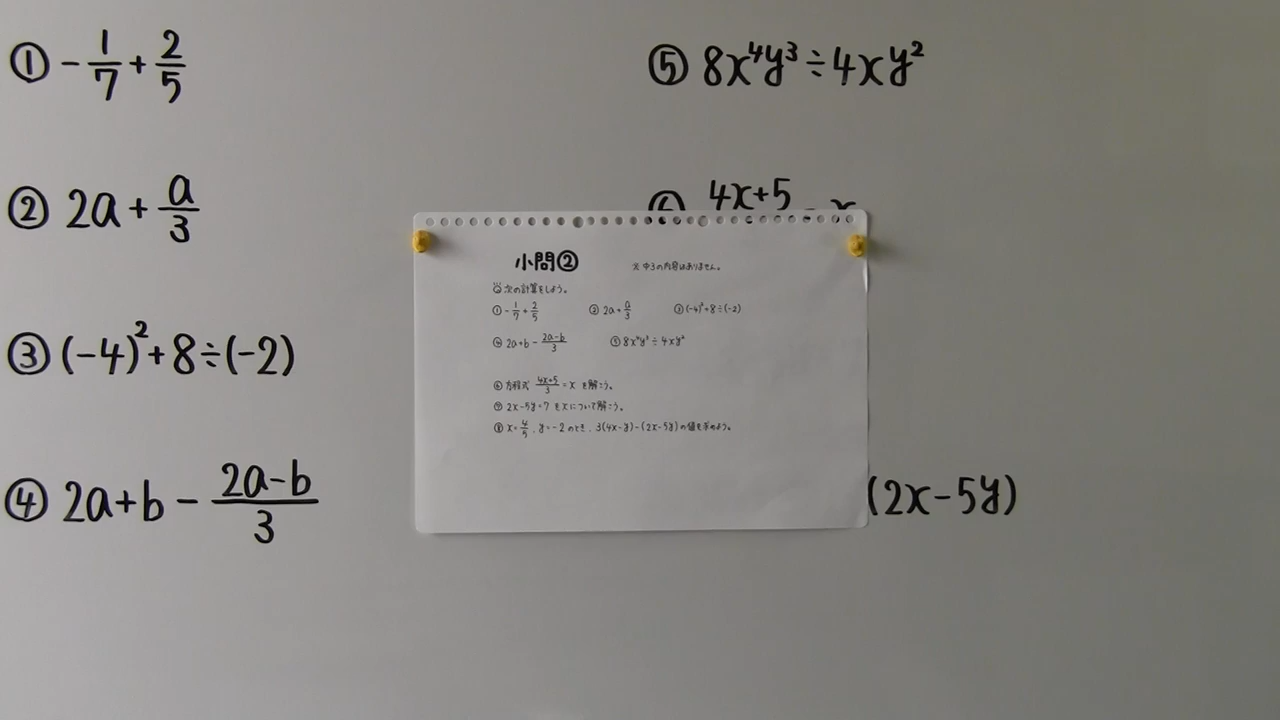 ① -1/7 + 2/5
② 2a + a/3
③ (-4)² + 8 ÷ (-2)
④ 2a + b - (2a-b)/3
⑤ 8x⁴y³ ÷ 4xy²
4x+5
(2x-5y)
小問②
※ 中3の内容はありません。
次の計算をしよう。
① -1/7 + 2/5 ② 2a + a/3 ③ (-4)² + 8 ÷ (-2)
④ 2a + b - (2a-b)/3 ⑤ 8x⁴y³ ÷ 4xy²
⑥ 方程式 (4x+5)/3 = x を解こう。
⑦ 2x-5y=7 をxについて解こう。
⑧ x=4/5, y=-2のとき、3(4x-y)-(2x-5y)の値を求めよう。